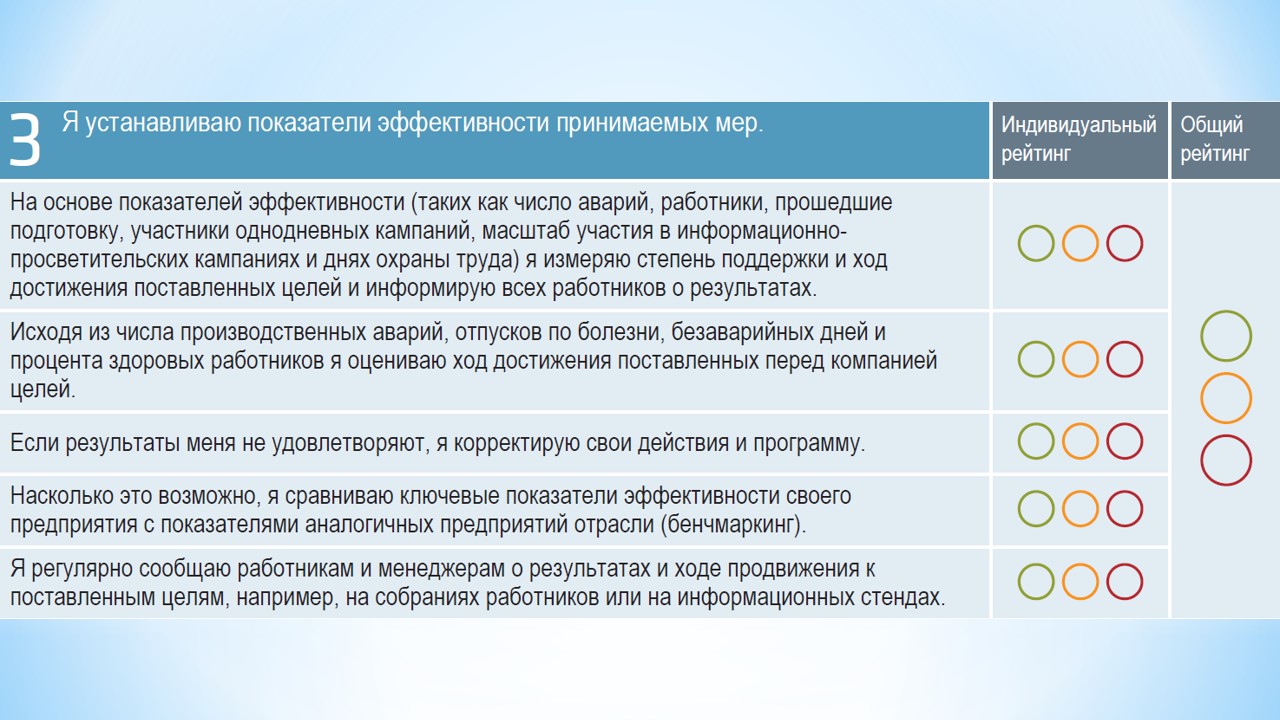 3
Я устанавливаю показатели эффективности принимаемых мер.
Индивидуальный
рейтинг
Общий
рейтинг
На основе показателей эффективности (таких как число аварий, работники, прошедшие
подготовку, участники однодневных кампаний, масштаб участия в информационно-
просветительских кампаниях и днях охраны труда) я измеряю степень поддержки и ход
достижения поставленных целей и информирую всех работников о результатах.
Исходя из числа производственных аварий, отпусков по болезни, безаварийных дней и
процента здоровых работников я оцениваю ход достижения поставленных перед компанией
целей.
Если результаты меня не удовлетворяют, я корректирую свои действия и программу.
Насколько это возможно, я сравниваю ключевые показатели эффективности своего
предприятия с показателями аналогичных предприятий отрасли (бенчмаркинг).
Я регулярно сообщаю работникам и менеджерам о результатах и ходе продвижения к
поставленным целям, например, на собраниях работников или на информационных стендах.